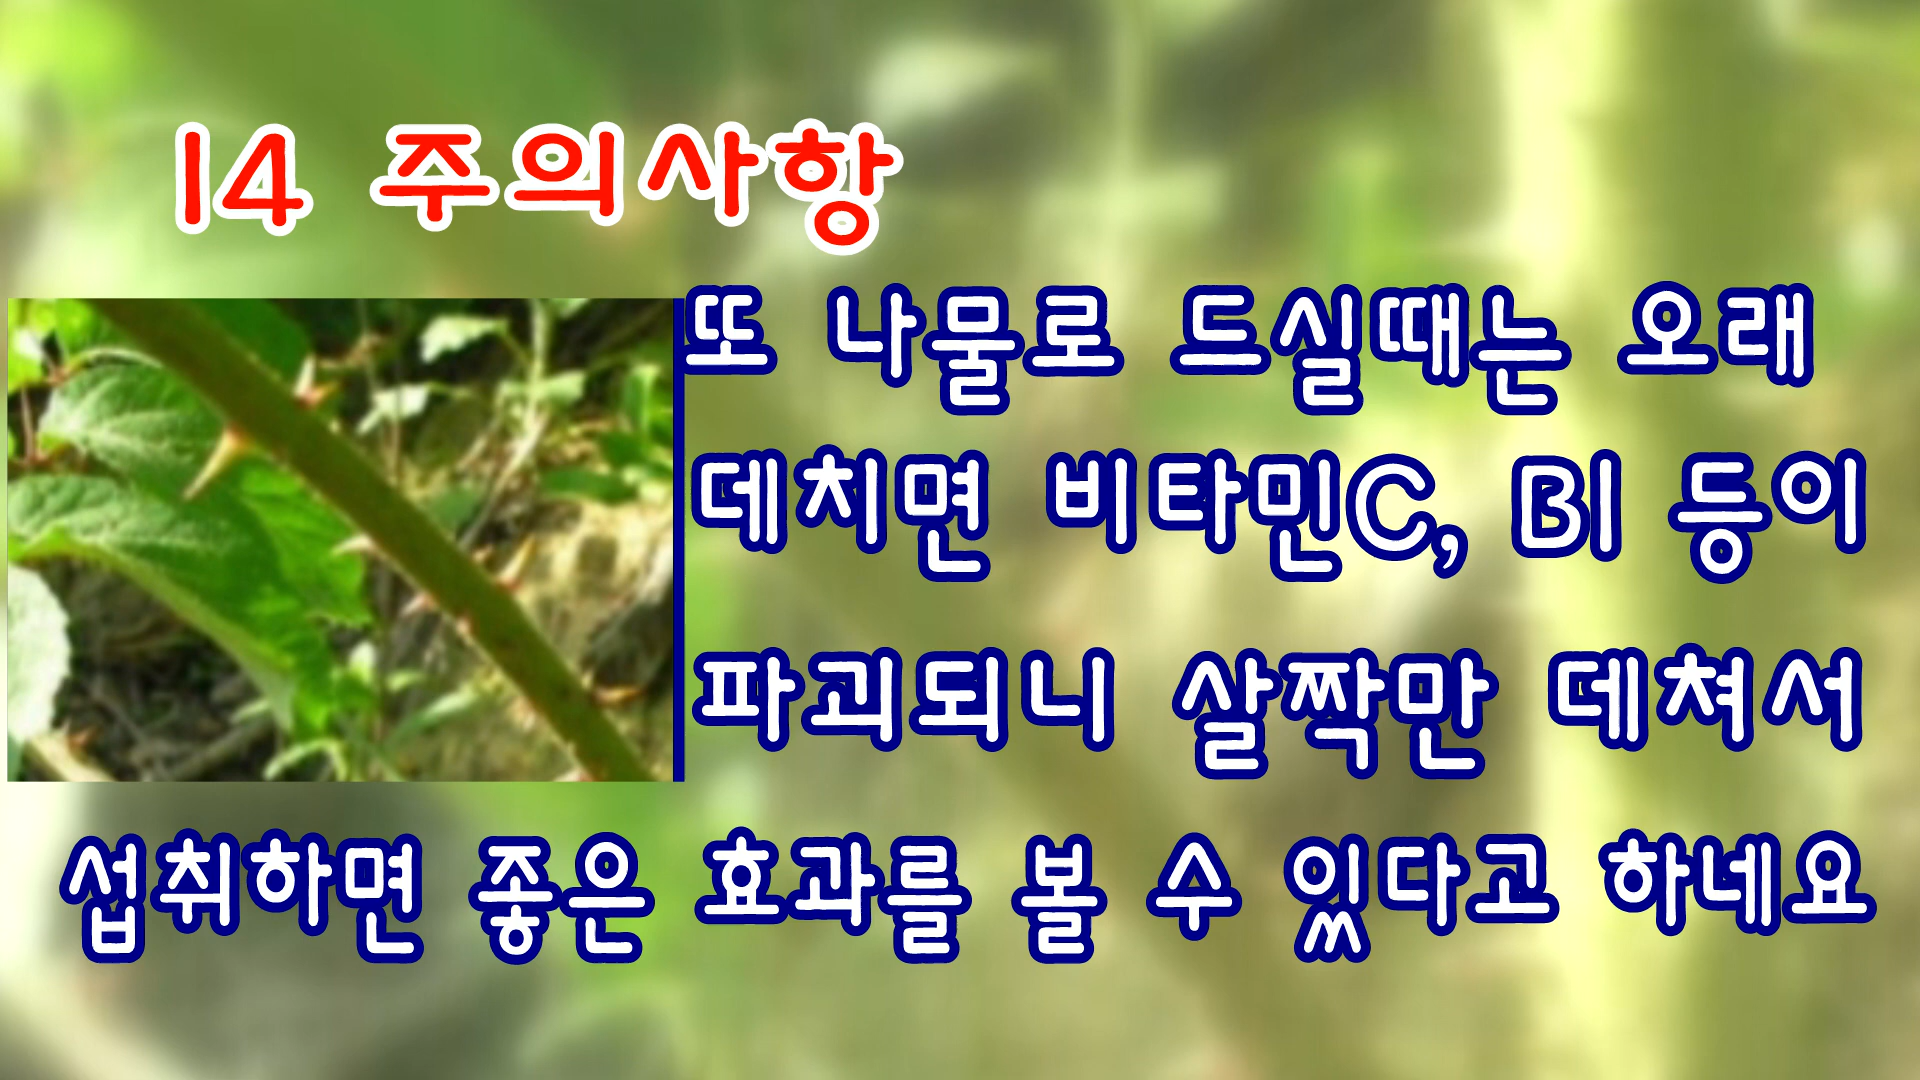 14 주의사항
또 나물로 드실때는 오래
데치면 비타민C, B1 등이
파괴되니 살짝만 데쳐서
섭취하면 좋은 효과를 볼 수 있다고 하네요